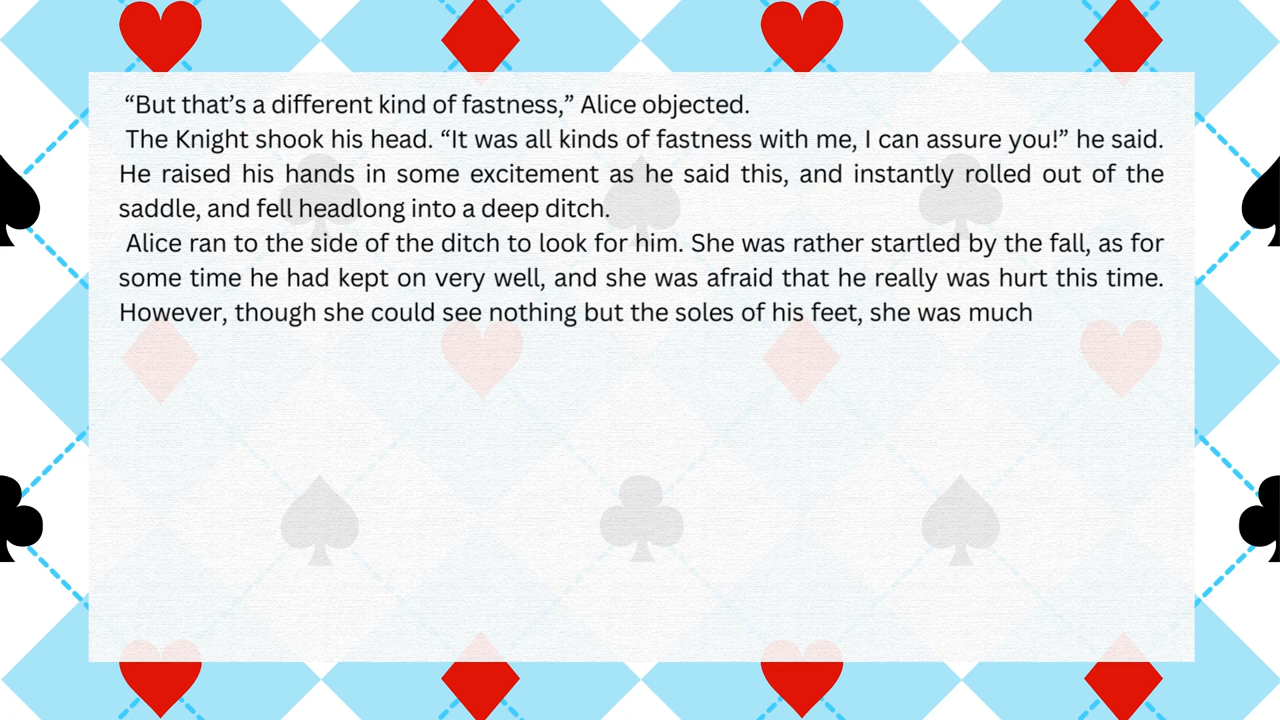 “But that’s a different kind of fastness,” Alice objected.
The Knight shook his head. “It was all kinds of fastness with me, I can assure you!” he said.
He raised his hands in some excitement as he said this, and instantly rolled out of the
saddle, and fell headlong into a deep ditch.
Alice ran to the side of the ditch to look for him. She was rather startled by the fall, as for
some time he had kept on very well, and she was afraid that he really was hurt this time.
However, though she could see nothing but the soles of his feet, she was much